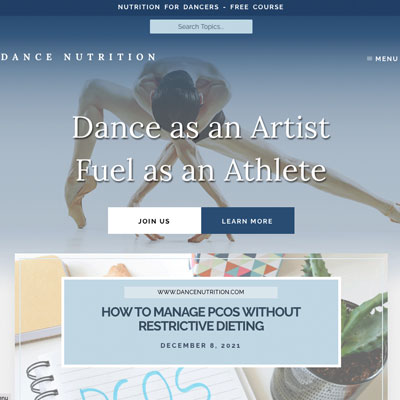 NUTRITION FOR DANCERS - FREE COURSE
Search Topics...
DANCE NUTRITION
≡ MENU
Dance as an Artist
Fuel as an Athlete
JOIN US
LEARN MORE
WWW.DANCENUTRITION.COM
HOW TO MANAGE PCOS WITHOUT
RESTRICTIVE DIETING
DECEMBER 8, 2021
PCOS
enu